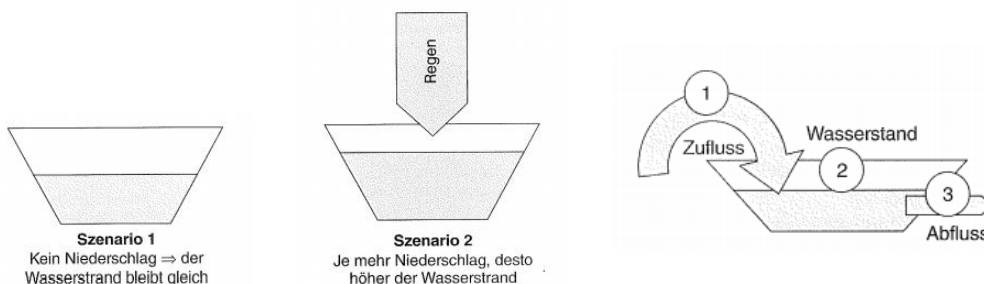 Regen
Szenario 1
Kein Niederschlag ⇒ der
Wasserstrand bleibt gleich
Szenario 2
Je mehr Niederschlag, desto
höher der Wasserstrand
1
Zufluss
Wasserstand
2
3
Abfluss